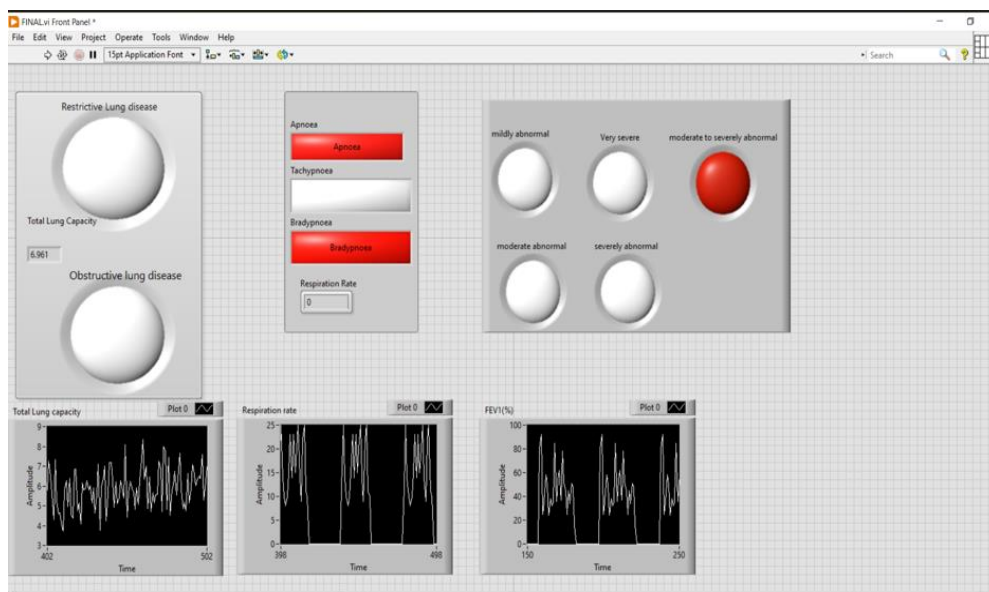 FINAL.vi Front Panel *
File Edit View Project Operate Tools Window Help
15pt Application Font
Search
Restrictive Lung disease
Total Lung Capacity
6.961
Obstructive lung disease
Apnoea
Apnoea
Tachypnoea
Bradypnoea
Bradypnoea
Respiration Rate
0
mildly abnormal
Very severe
moderate to severely abnormal
moderate abnormal
severely abnormal
Total Lung capacity
Plot 0
Amplitude
9-
8-
7-
6-
5-
4-
3-
402
502
Time
Respiration rate
Plot 0
Amplitude
25-
20-
15-
10-
5-
0-
398
498
Time
FEV1(%)
Plot 0
Amplitude
100-
80-
60-
40-
20-
0-
150
250
Time